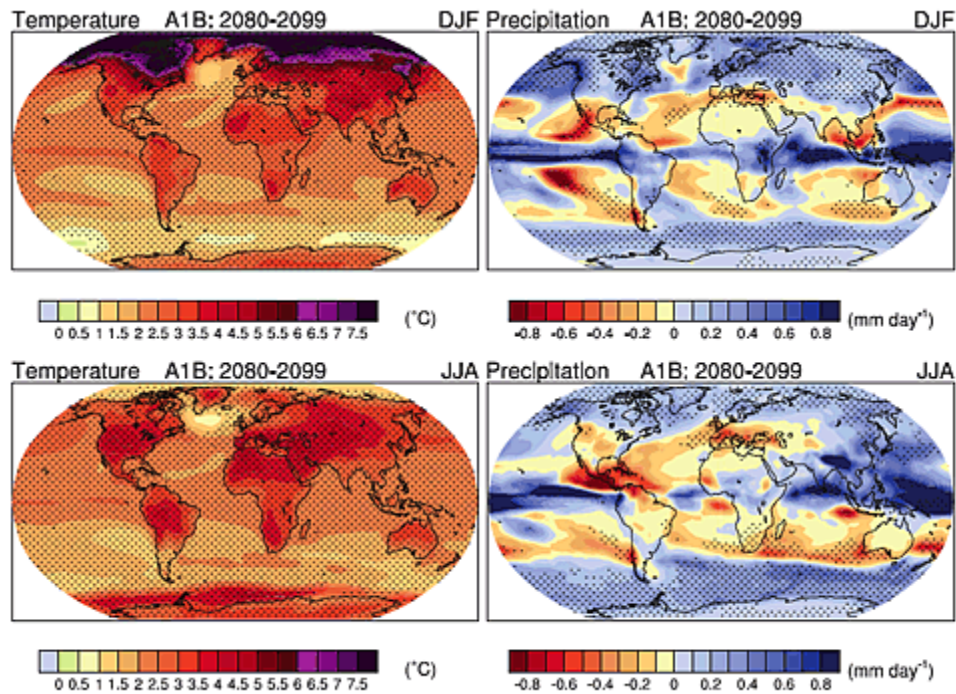 Temperature A1B: 2080-2099 DJF
Precipitation A1B: 2080-2099 DJF
0 0.5 1 1.5 2 2.5 3 3.5 4 4.5 5 5.5 6 6.5 7 7.5 (°C)
-0.8 -0.6 -0.4 -0.2 0 0.2 0.4 0.6 0.8 (mm day⁻¹)
Temperature A1B: 2080-2099 JJA
Precipitation A1B: 2080-2099 JJA
0 0.5 1 1.5 2 2.5 3 3.5 4 4.5 5 5.5 6 6.5 7 7.5 (°C)
-0.8 -0.6 -0.4 -0.2 0 0.2 0.4 0.6 0.8 (mm day⁻¹)